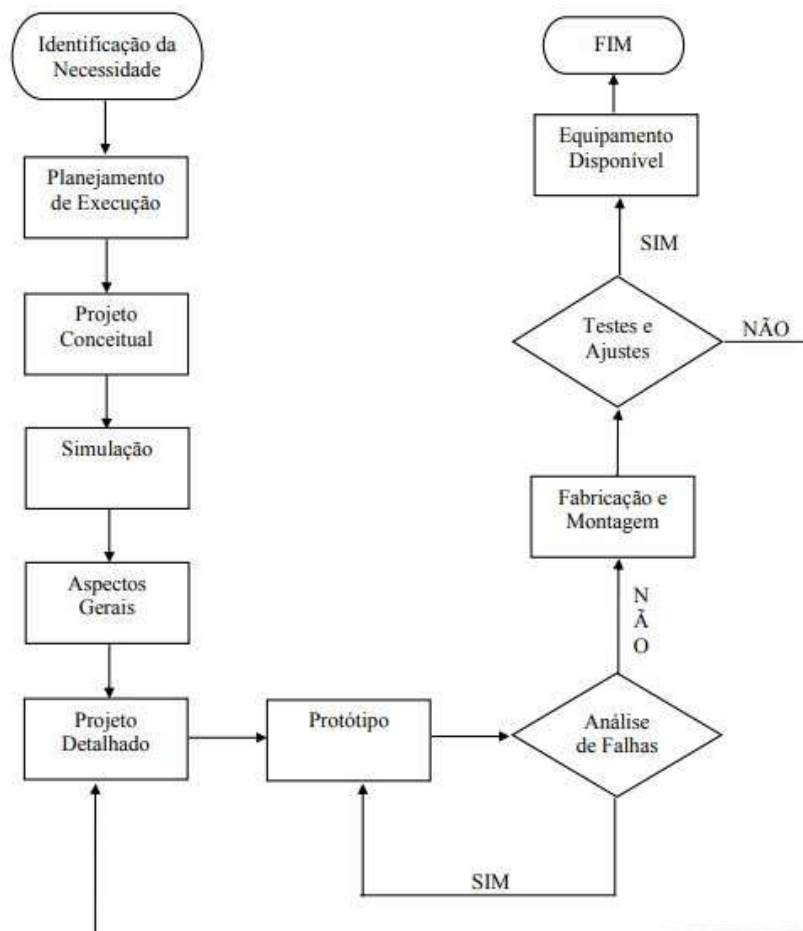 Identificação da
Necessidade
Planejamento
de Execução
Projeto
Conceitual
Simulação
Aspectos
Gerais
Projeto
Detalhado
Protótipo
Análise
de Falhas
SIM
N
Ã
O
Fabricação e
Montagem
Testes e
Ajustes
NÃO
SIM
Equipamento
Disponível
FIM